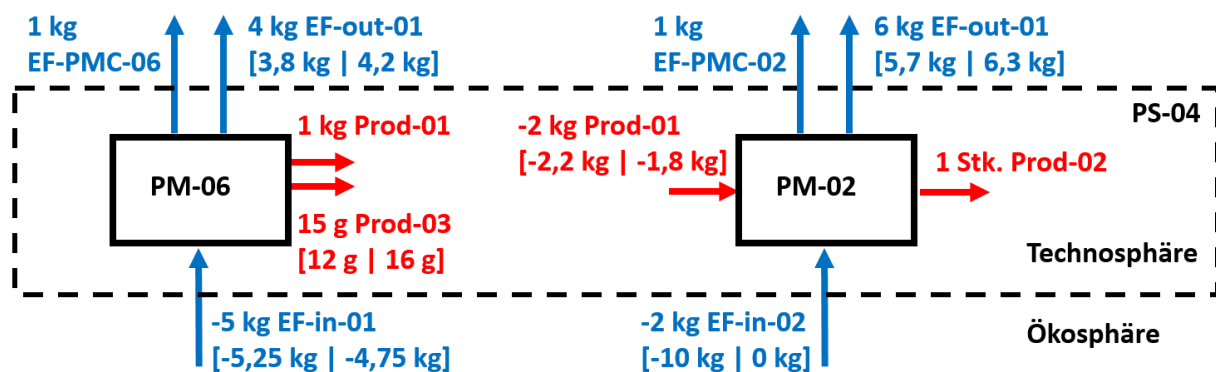 1 kg
EF-PMC-06
4 kg EF-out-01
[3,8 kg | 4,2 kg]
1 kg
EF-PMC-02
6 kg EF-out-01
[5,7 kg | 6,3 kg]
PS-04
PM-06
1 kg Prod-01
15 g Prod-03
[12 g | 16 g]
-2 kg Prod-01
[-2,2 kg | -1,8 kg]
PM-02
1 Stk. Prod-02
Technosphäre
-5 kg EF-in-01
[-5,25 kg | -4,75 kg]
-2 kg EF-in-02
[-10 kg | 0 kg]
Ökosphäre